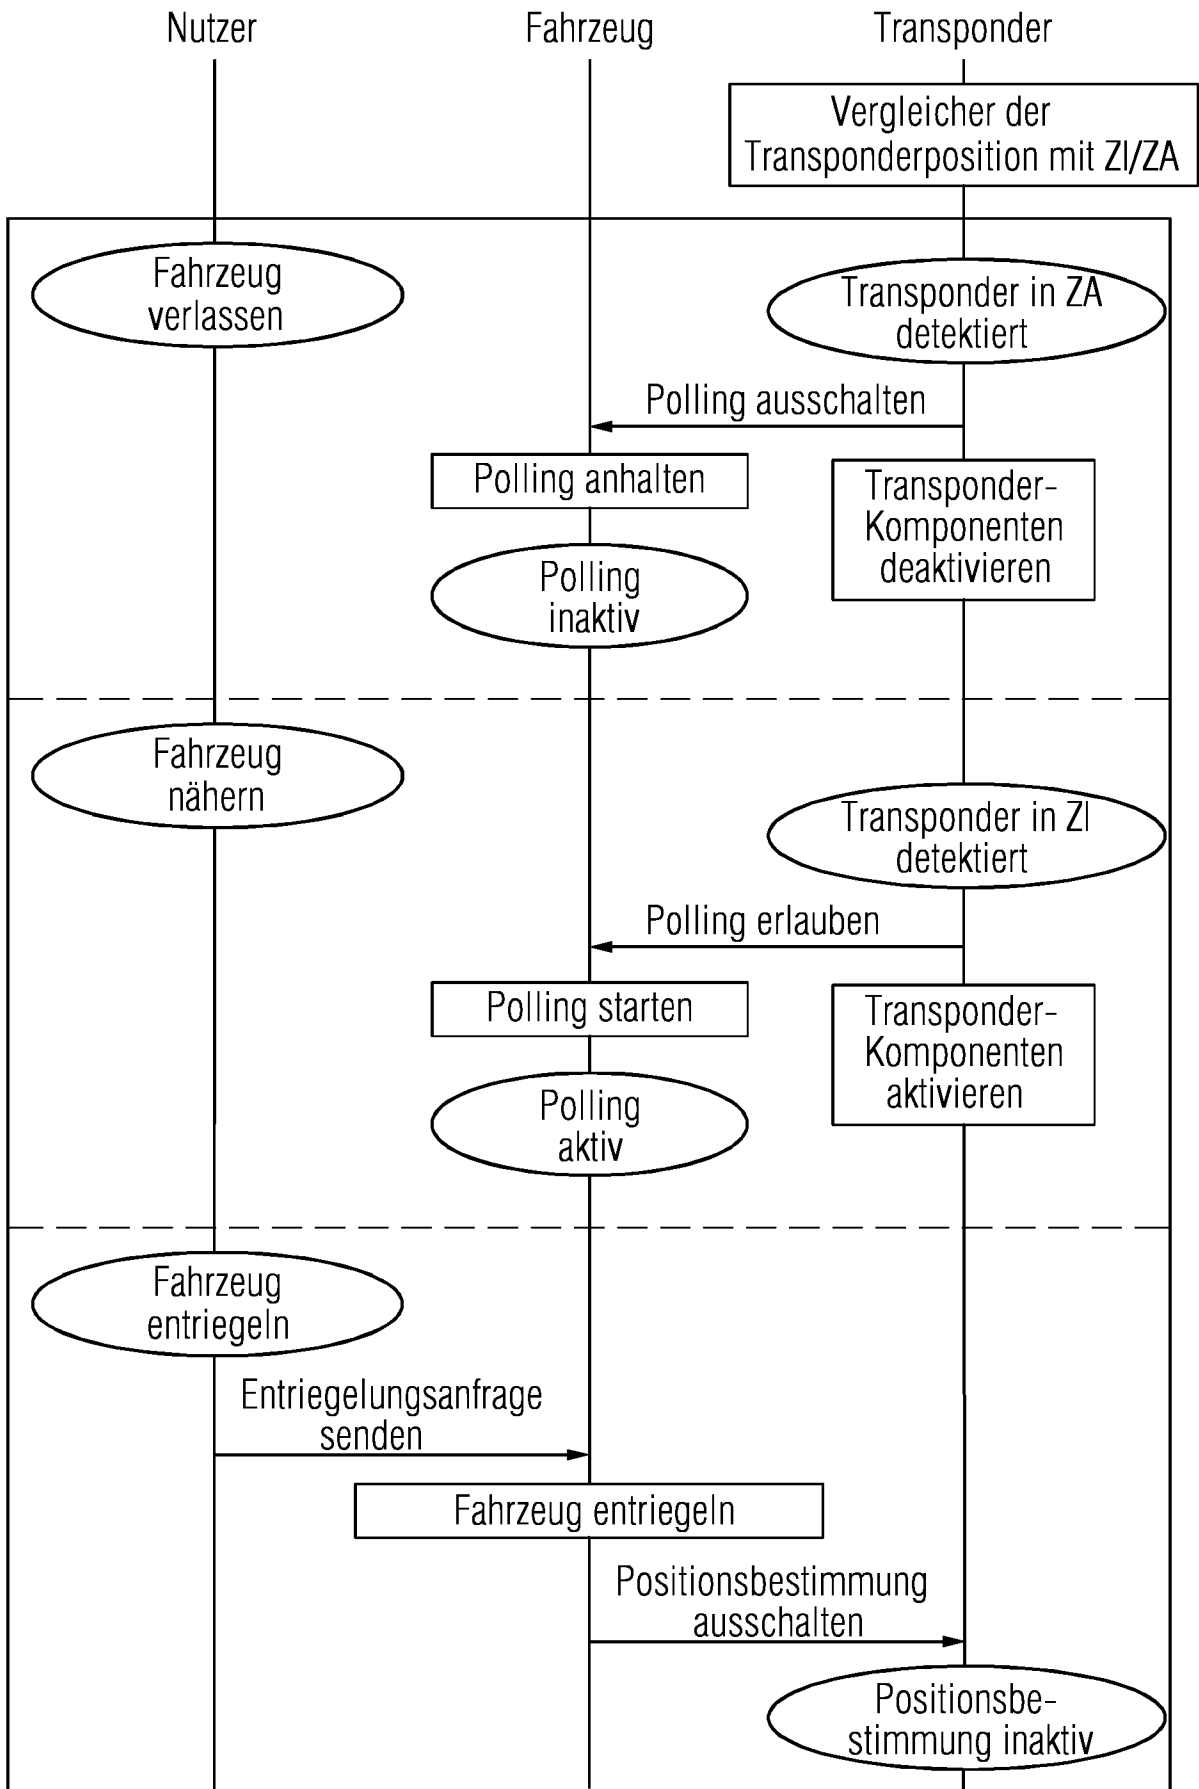 Nutzer
Fahrzeug
Transponder
Vergleicher der
Transponderposition mit ZI/ZA
Fahrzeug
verlassen
Transponder in ZA
detektiert
Polling ausschalten
Polling anhalten
Transponder-
Komponenten
deaktivieren
Polling
inaktiv
Fahrzeug
nähern
Transponder in ZI
detektiert
Polling erlauben
Polling starten
Transponder-
Komponenten
aktivieren
Polling
aktiv
Fahrzeug
entriegeln
Entriegelungsanfrage
senden
Fahrzeug entriegeln
Positionsbestimmung
ausschalten
Positionsbe-
stimmung inaktiv